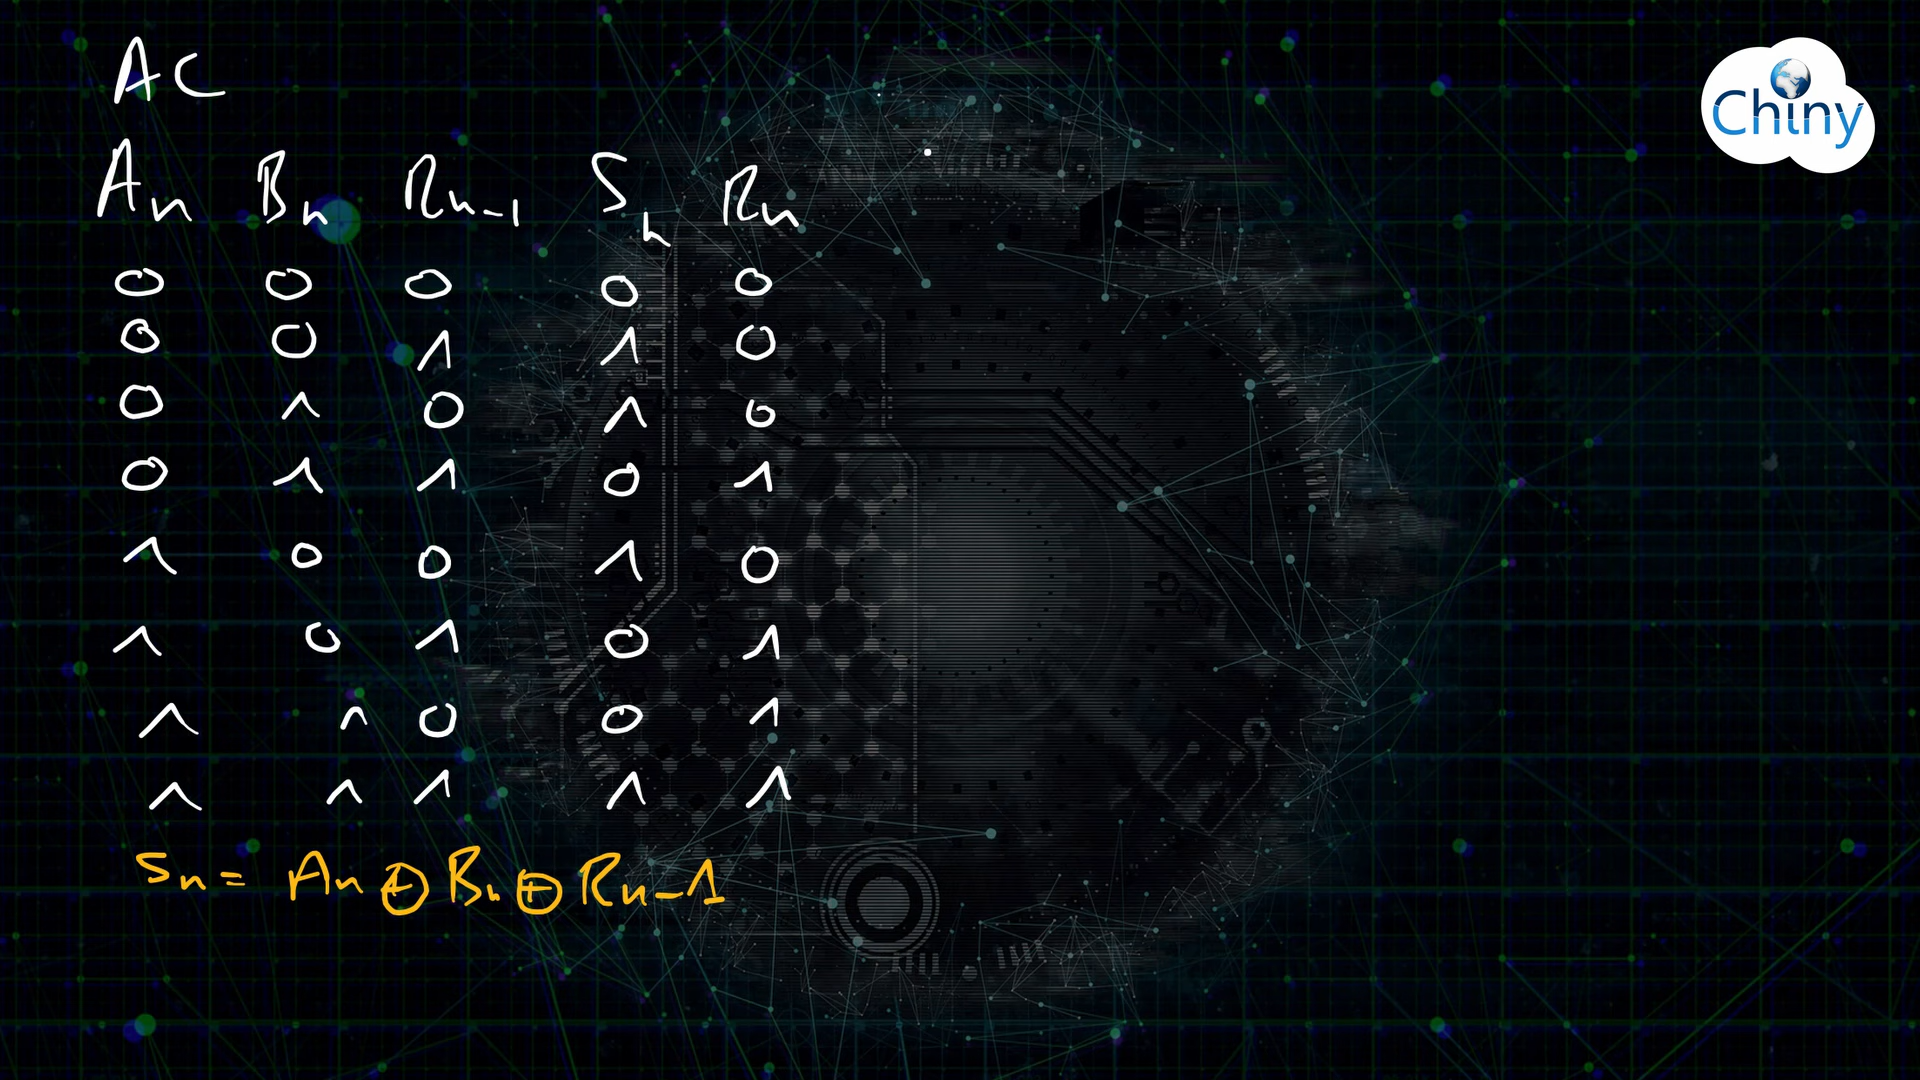 AC
Chiny
An Bn Rn-1 Sn Rn
0 0 0 0 0
0 0 1 1 0
0 1 0 1 0
0 1 1 0 1
1 0 0 1 0
1 0 1 0 1
1 1 0 0 1
1 1 1 1 1
Sn = An ⊕ Bn ⊕ Rn-1